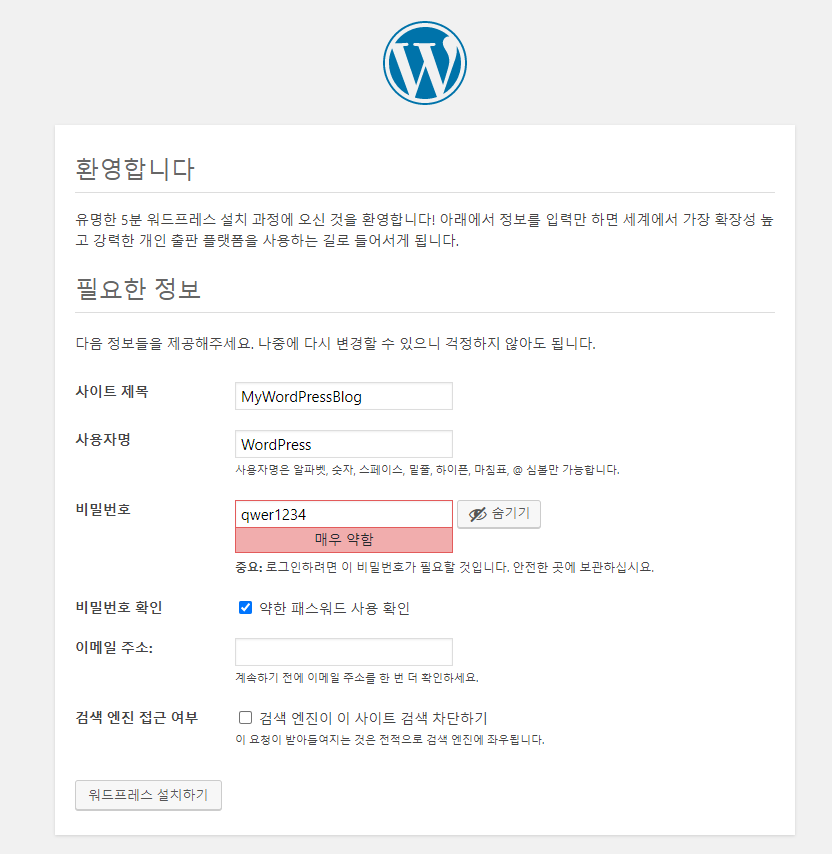 환영합니다
유명한 5분 워드프레스 설치 과정에 오신 것을 환영합니다! 아래에서 정보를 입력만 하면 세계에서 가장 확장성 높
고 강력한 개인 출판 플랫폼을 사용하는 길로 들어서게 됩니다.
필요한 정보
다음 정보들을 제공해주세요. 나중에 다시 변경할 수 있으니 걱정하지 않아도 됩니다.
사이트 제목
MyWordPressBlog
사용자명
WordPress
사용자명은 알파벳, 숫자, 스페이스, 밑줄, 하이픈, 마침표, @ 심볼만 가능합니다.
비밀번호
qwer1234
숨기기
매우 약함
중요: 로그인하려면 이 비밀번호가 필요할 것입니다. 안전한 곳에 보관하십시요.
비밀번호 확인
약한 패스워드 사용 확인
이메일 주소:
계속하기 전에 이메일 주소를 한 번 더 확인하세요.
검색 엔진 접근 여부
검색 엔진이 이 사이트 검색 차단하기
이 요청이 받아들여지는 것은 전적으로 검색 엔진에 좌우됩니다.
워드프레스 설치하기